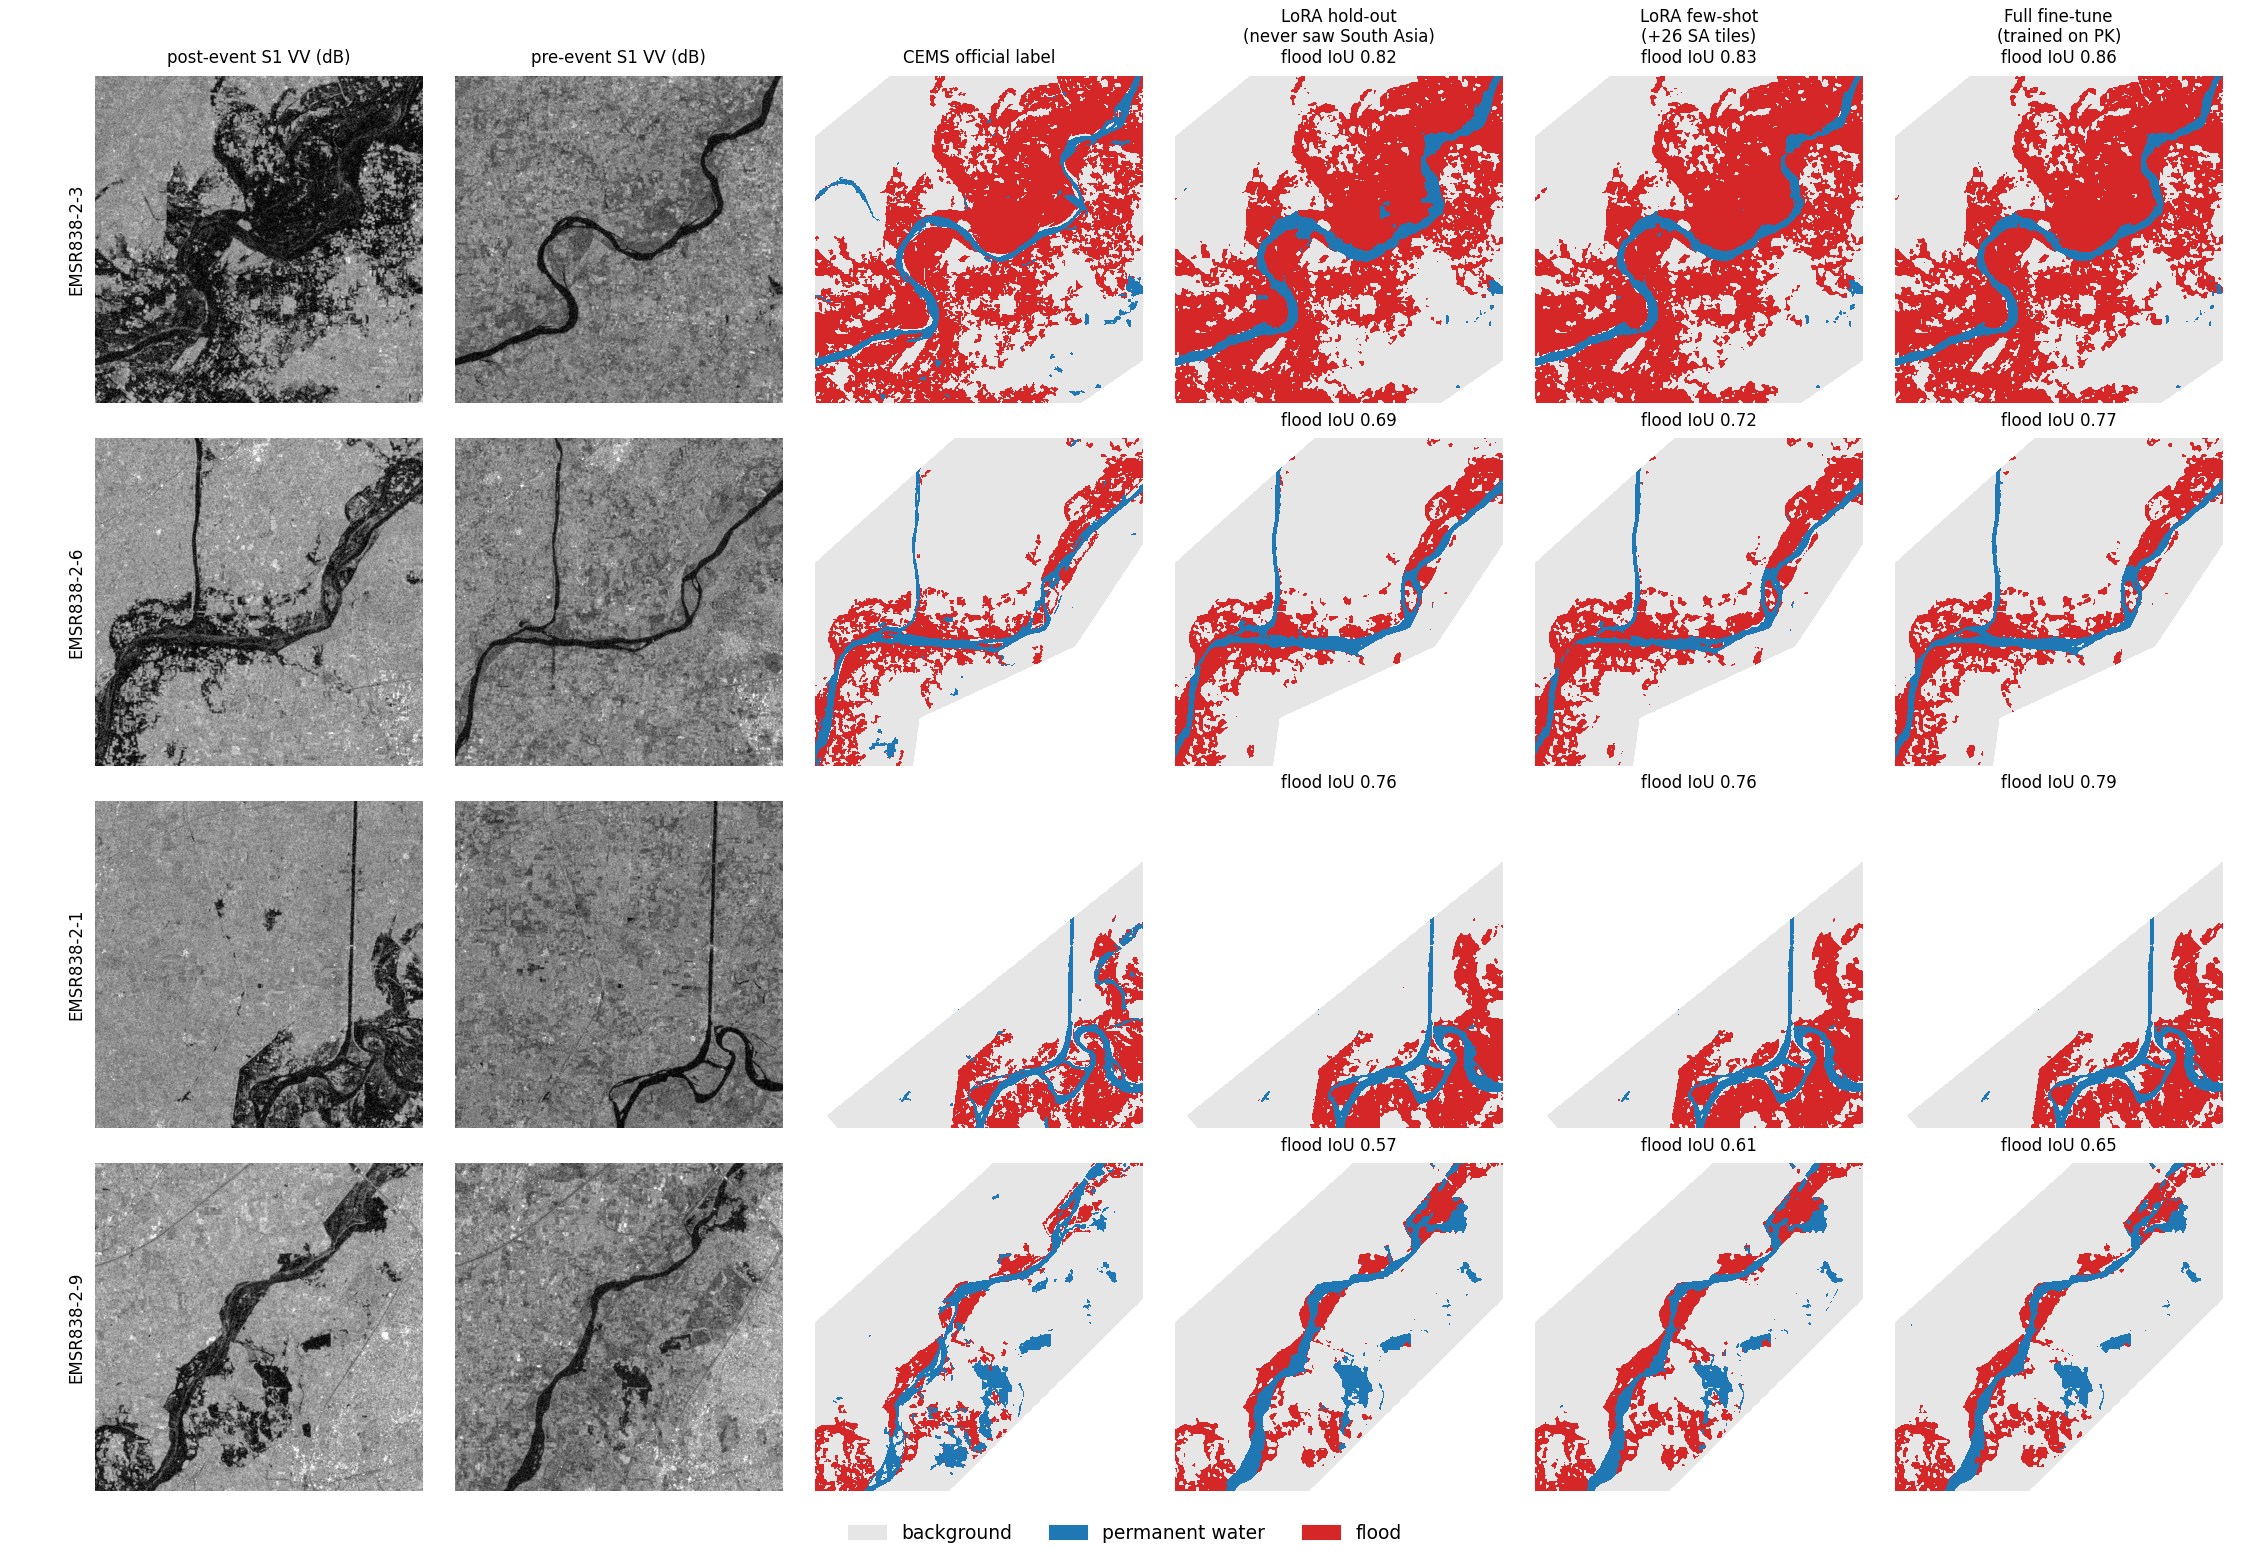 post-event S1 VV (dB)
pre-event S1 VV (dB)
CEMS official label
LoRA hold-out
(never saw South Asia)
flood IoU 0.82
LoRA few-shot
(+26 SA tiles)
flood IoU 0.83
Full fine-tune
(trained on PK)
flood IoU 0.86
EMSR838-2-3
flood IoU 0.69
flood IoU 0.72
flood IoU 0.77
EMSR838-2-6
flood IoU 0.76
flood IoU 0.76
flood IoU 0.79
EMSR838-2-1
flood IoU 0.57
flood IoU 0.61
flood IoU 0.65
EMSR838-2-9
background
permanent water
flood